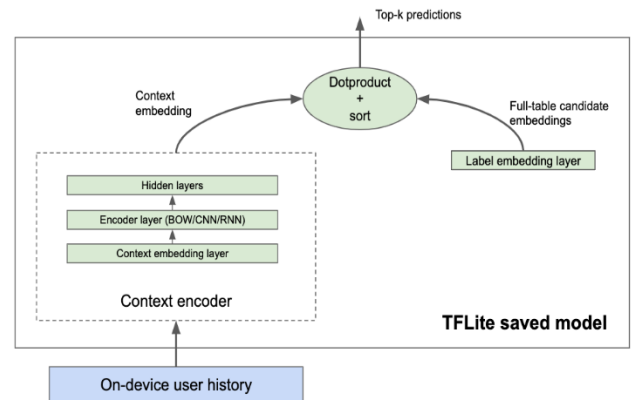 Top-k predictions
Dotproduct
+
sort
Context
embedding
Full-table candidate
embeddings
Label embedding layer
Hidden layers
Encoder layer (BOW/CNN/RNN)
Context embedding layer
Context encoder
TFLite saved model
On-device user history